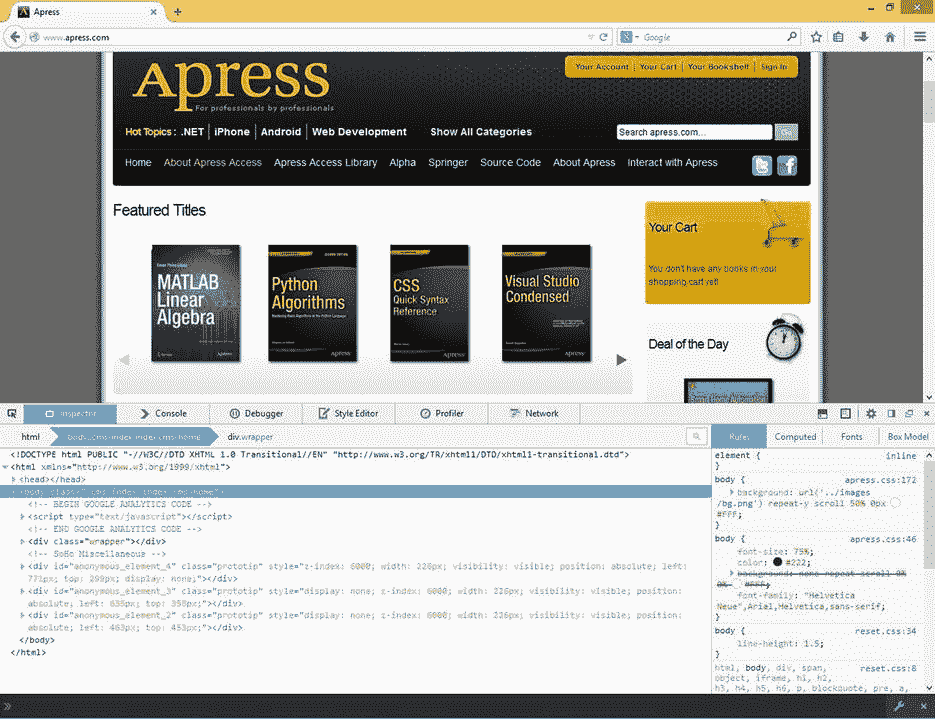 Apress
www.apress.com
Google
Apress
For professionals by professionals
Your Account | Your Cart | Your Bookshelf | Sign In
Hot Topics : .NET | iPhone | Android | Web Development Show All Categories
Search apress.com... Go
Home About Apress Access Apress Access Library Alpha Springer Source Code About Apress Interact with Apress
Featured Titles
MATLAB
Linear
Algebra
Python
Algorithms
apress
CSS
Quick Syntax
Reference
apress
Visual Studio
Condensed
apress
Your Cart
You don't have any books in your
shopping cart yet!
Deal of the Day
Inspector Console Debugger Style Editor Profiler Network
html body.cms-index-index.cms-home div.wrapper
Rules Computed Fonts Box Model
<!DOCTYPE html PUBLIC "-//W3C//DTD XHTML 1.0 Transitional//EN" "http://www.w3.org/TR/xhtml1/DTD/xhtml1-transitional.dtd">
<html xmlns="http://www.w3.org/1999/xhtml">
<head></head>
<body class=" cms-index-index cms-home">
<!-- BEGIN GOOGLE ANALYTICS CODE -->
<script type="text/javascript"></script>
<!-- END GOOGLE ANALYTICS CODE -->
<div class="wrapper"></div>
<!-- SoHo Miscellaneous -->
<div id="anonymous_element_4" class="prototip" style="z-index: 6000; width: 226px; visibility: visible; position: absolute; left:
771px; top: 299px; display: none;"></div>
<div id="anonymous_element_3" class="prototip" style="display: none; z-index: 6000; width: 226px; visibility: visible; position:
absolute; left: 635px; top: 358px;"></div>
<div id="anonymous_element_2" class="prototip" style="display: none; z-index: 6000; width: 226px; visibility: visible; position:
absolute; left: 463px; top: 453px;"></div>
</body>
</html>
element { inline
}
body { apress.css:172
background: url('../images
/bg.png') repeat-y scroll 50% 0px
#FFF;
}
body { apress.css:46
font-size: 75%;
color: #222;
background: none repeat scroll 0%
0% #FFF;
font-family: "Helvetica
Neue",Arial,Helvetica,sans-serif;
}
body { reset.css:34
line-height: 1.5;
}
html, body, div, span, reset.css:8
object, iframe, h1, h2,
h3, h4, h5, h6, p, blockquote, pre, a,